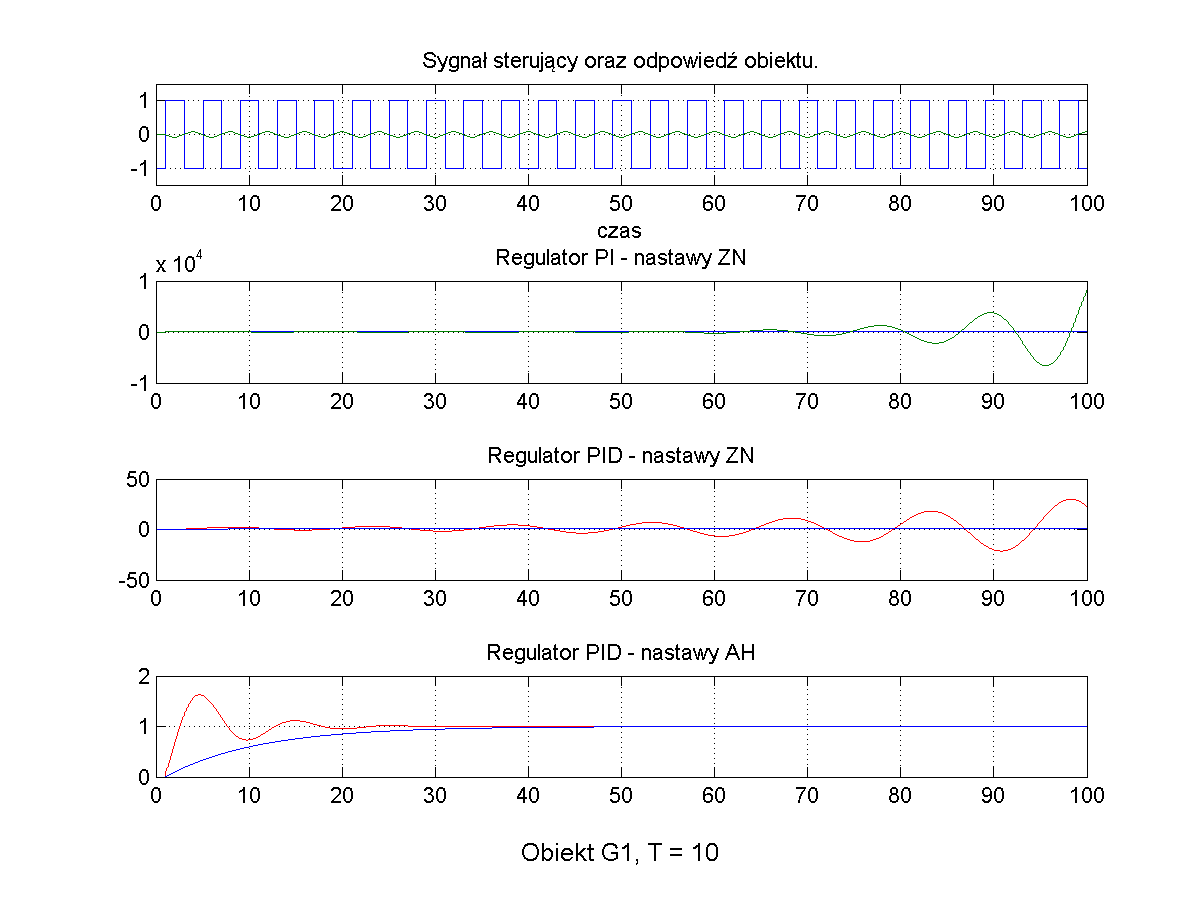 Sygnał sterujący oraz odpowiedź obiektu.
1
0
-1
0 10 20 30 40 50 60 70 80 90 100
czas
Regulator PI - nastawy ZN
x 10^4
1
0
-1
0 10 20 30 40 50 60 70 80 90 100
Regulator PID - nastawy ZN
50
0
-50
0 10 20 30 40 50 60 70 80 90 100
Regulator PID - nastawy AH
2
1
0
0 10 20 30 40 50 60 70 80 90 100
Obiekt G1, T = 10